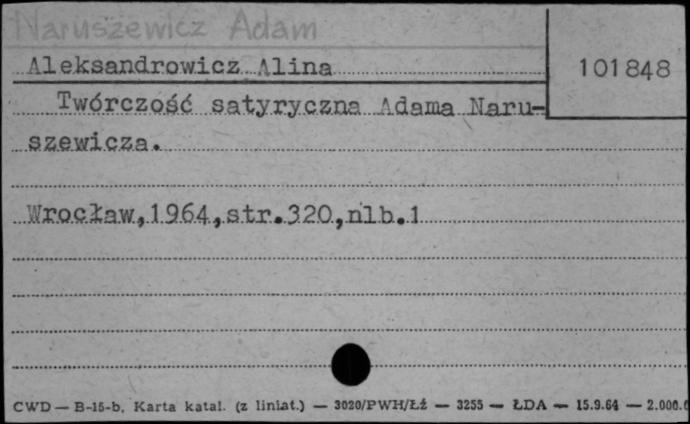 Naruszewicz Adam
Aleksandrowicz Alina
101848
Twórczość satyryczna Adama Naru-
szewicza.
Wrocław,1964,str.320,nlb.1
CWD — B-15-b, Karta katal. (z liniat.) — 3020/PWH/Łż — 3255 — ŁDA — 15.9.64 — 2.000.0